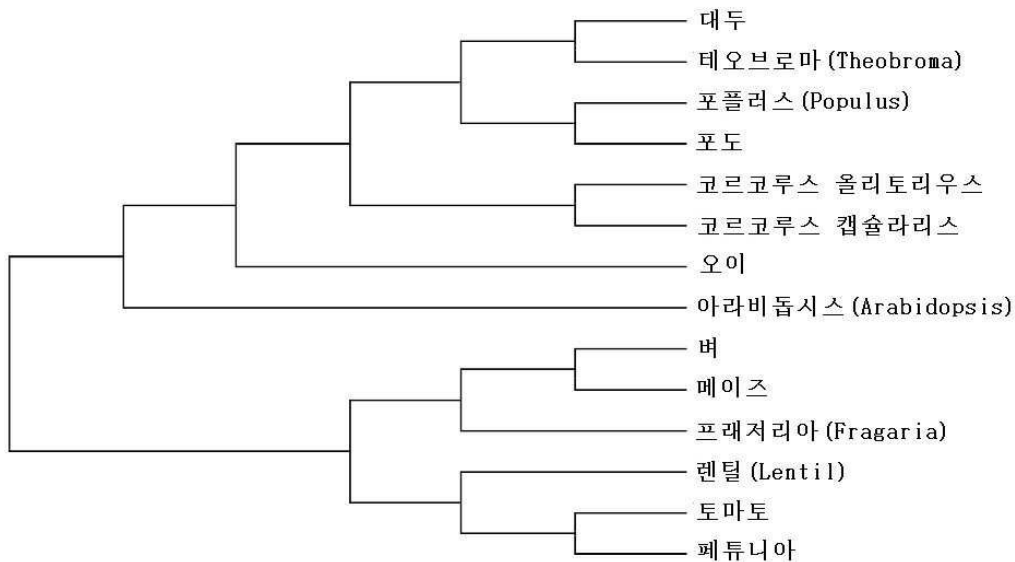 대두
테오브로마(Theobroma)
포플러스(Populus)
포도
코르코루스 올리토리우스
코르코루스 캡슐라리스
오이
아라비돕시스(Arabidopsis)
벼
메이즈
프래저리아(Fragaria)
렌틸(Lentil)
토마토
페튜니아